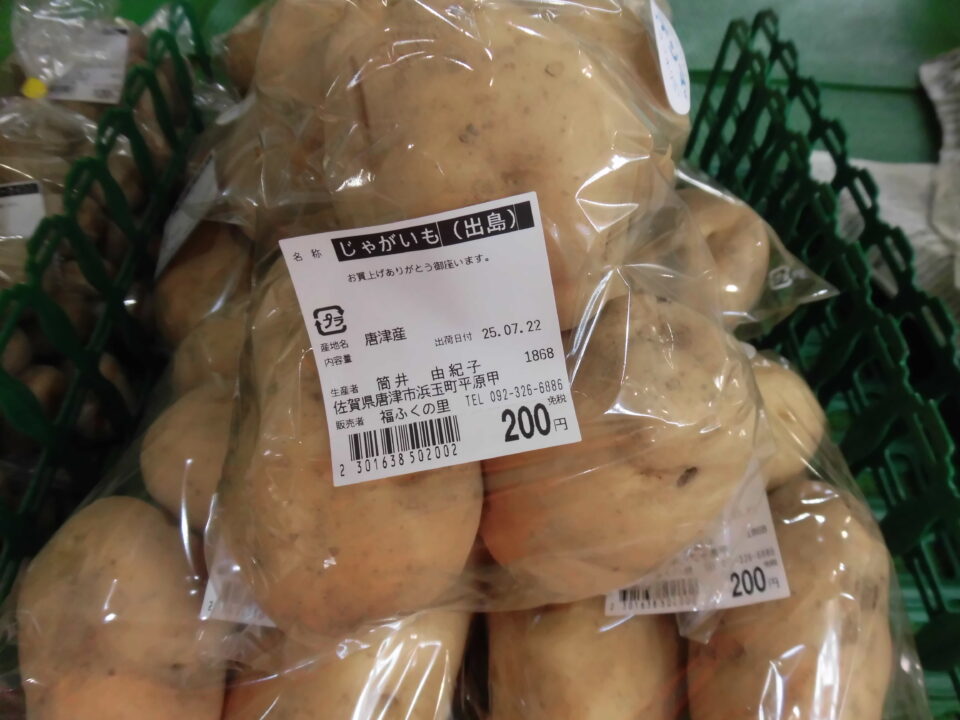 名称 じゃがいも（出島）
お買上げありがとう御座います。
プラ
産地名 唐津産 出荷日付 25.07.22
内容量
1868
生産者 筒井 由紀子
佐賀県唐津市浜玉町平原甲
販売者 福ふくの里 TEL 092-326-6886
免税
200円
2 301638 502002
1868
200円